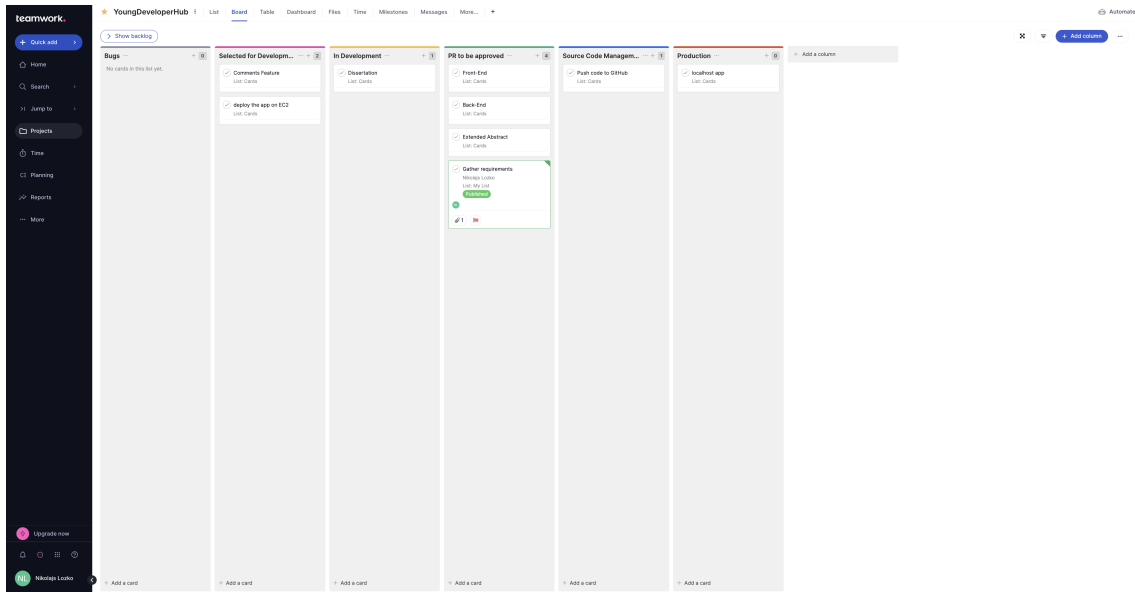 teamwork.
Quick add
Home
Search
Jump to
Projects
Time
Planning
Reports
More
Upgrade now
NL Nikolajs Lozko
YoungDeveloperHub
List Board Table Dashboard Files Time Milestones Messages More... +
Automate
Show backlog
+ Add column
Bugs + 0
No cards in this list yet.
+ Add a card
Selected for Developm... + 2
Comments Feature
List: Cards
deploy the app on EC2
List: Cards
+ Add a card
In Development + 1
Dissertation
List: Cards
+ Add a card
PR to be approved + 4
Front-End
List: Cards
Back-End
List: Cards
Extended Abstract
List: Cards
Gather requirements
Nikolajs Lozko
List: My List
Published
1
+ Add a card
Source Code Managem... + 1
Push code to GitHub
List: Cards
+ Add a card
Production + 0
localhost app
List: Cards
+ Add a card
+ Add a column